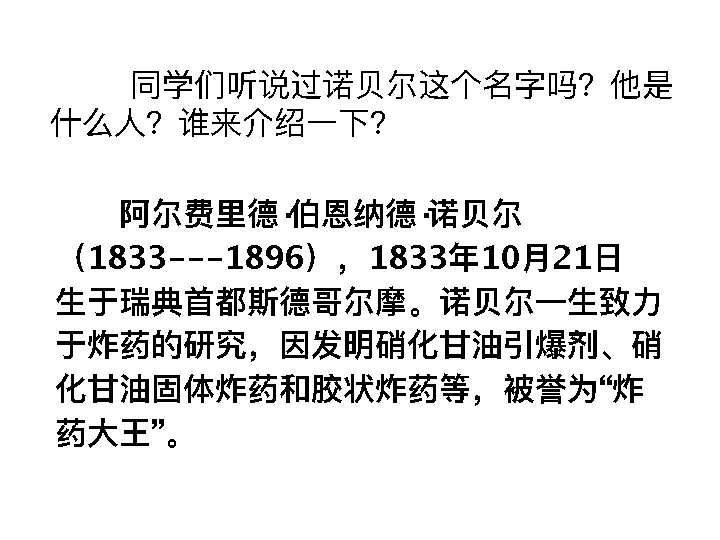 同学们听说过诺贝尔这个名字吗？他是
什么人？谁来介绍一下？
阿尔费里德·伯恩纳德·诺贝尔
（1833---1896），1833年10月21日
生于瑞典首都斯德哥尔摩。诺贝尔一生致力
于炸药的研究，因发明硝化甘油引爆剂、硝
化甘油固体炸药和胶状炸药等，被誉为“炸
药大王”。